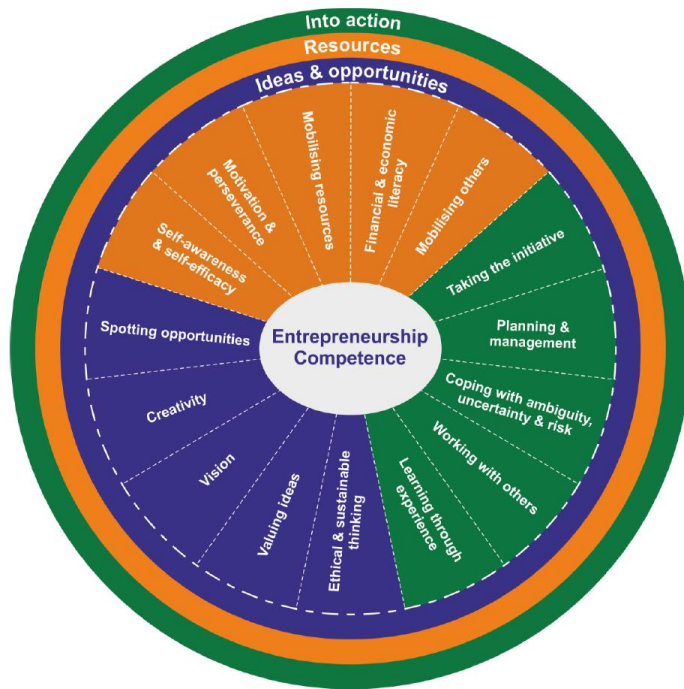 Into action
Resources
Ideas & opportunities
Mobilising resources
Financial & economic
literacy
Mobilising others
Taking the initiative
Planning &
management
Coping with ambiguity,
uncertainty & risk
Working with others
Learning through
experience
Ethical & sustainable
thinking
Valuing ideas
Vision
Creativity
Spotting opportunities
Self-awareness
& self-efficacy
Motivation &
perseverance
Entrepreneurship
Competence